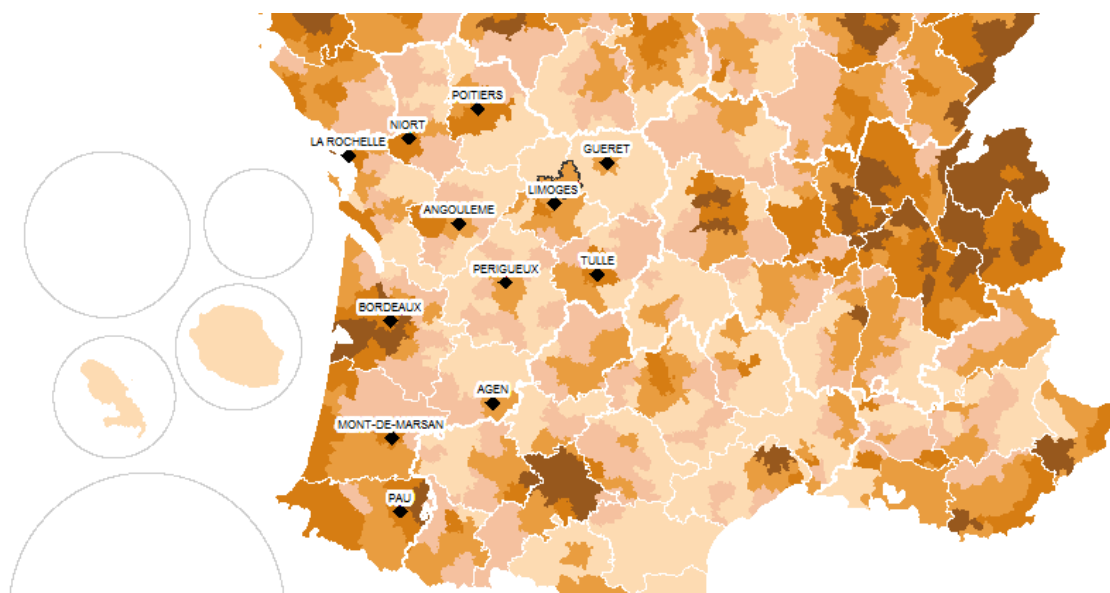 POITIERS
NIORT
LA ROCHELLE
GUERET
LIMOGES
ANGOULEME
PERIGUEUX
TULLE
BORDEAUX
AGEN
MONT-DE-MARSAN
PAU